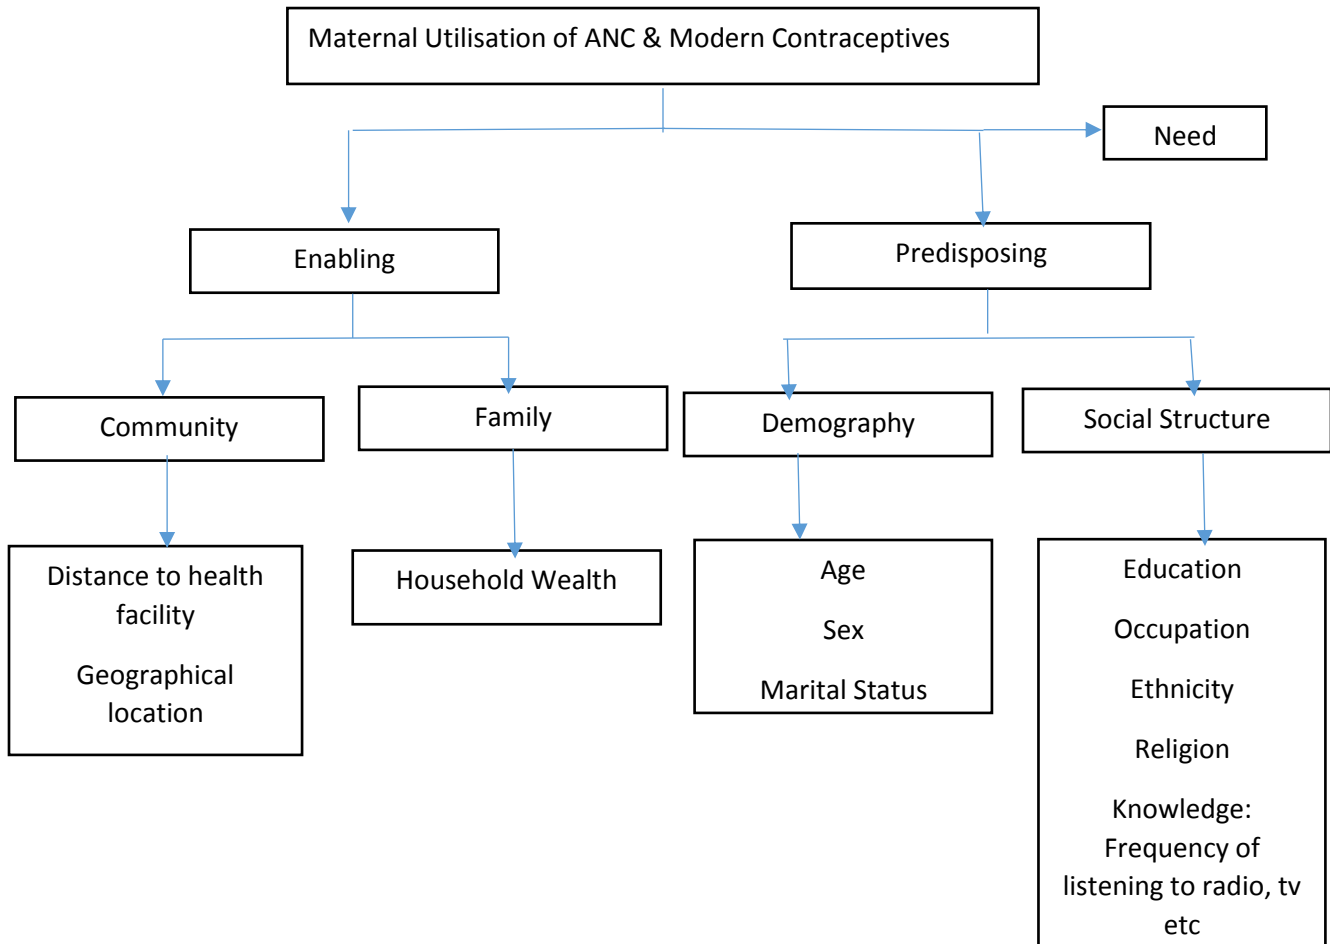 Maternal Utilisation of ANC & Modern Contraceptives
Need
Enabling
Predisposing
Community
Family
Demography
Social Structure
Distance to health
facility
Geographical
location
Household Wealth
Age
Sex
Marital Status
Education
Occupation
Ethnicity
Religion
Knowledge:
Frequency of
listening to radio, tv
etc